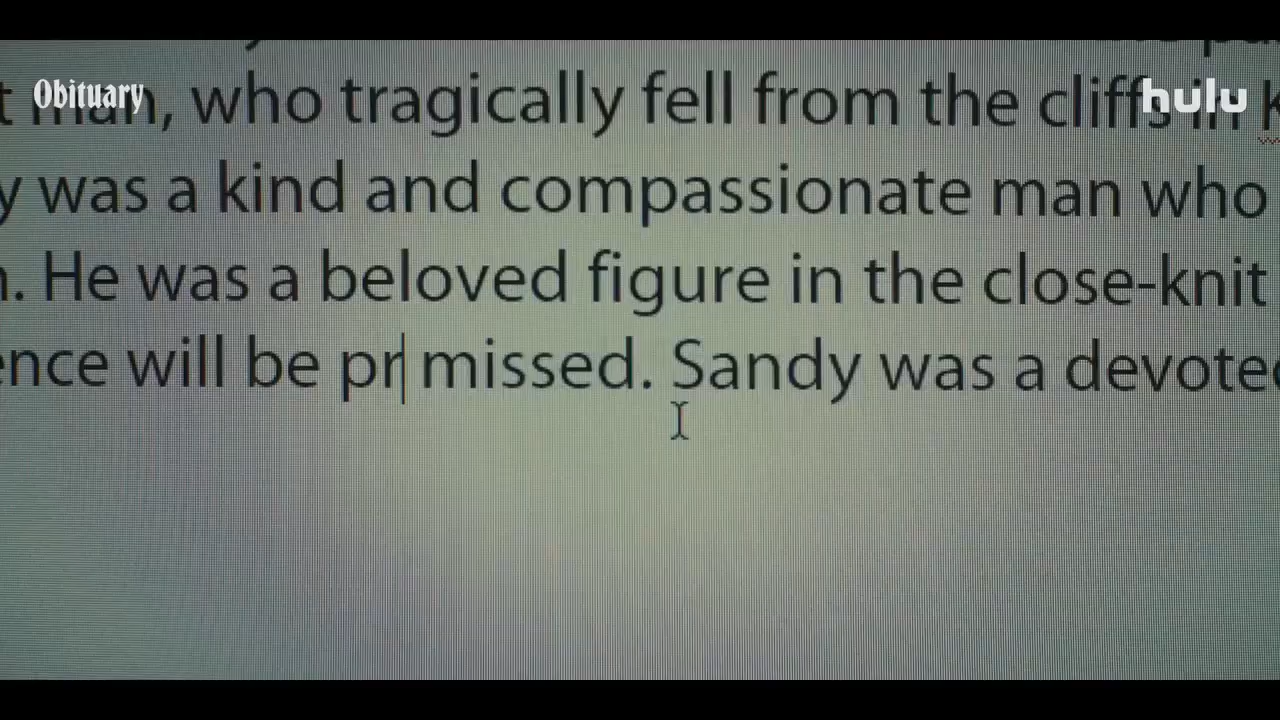 Obituary
hulu
t man, who tragically fell from the cliffs in K
y was a kind and compassionate man who
. He was a beloved figure in the close-knit
ence will be pr missed. Sandy was a devoted